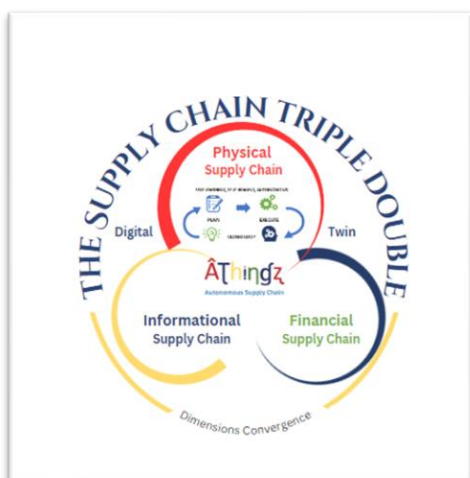 THE SUPPLY CHAIN TRIPLE DOUBLE
Physical
Supply Chain
PLAN
EXECUTE
Digital
Twin
ÂThingz
Autonomous Supply Chain
Informational
Supply Chain
Financial
Supply Chain
Dimensions Convergence